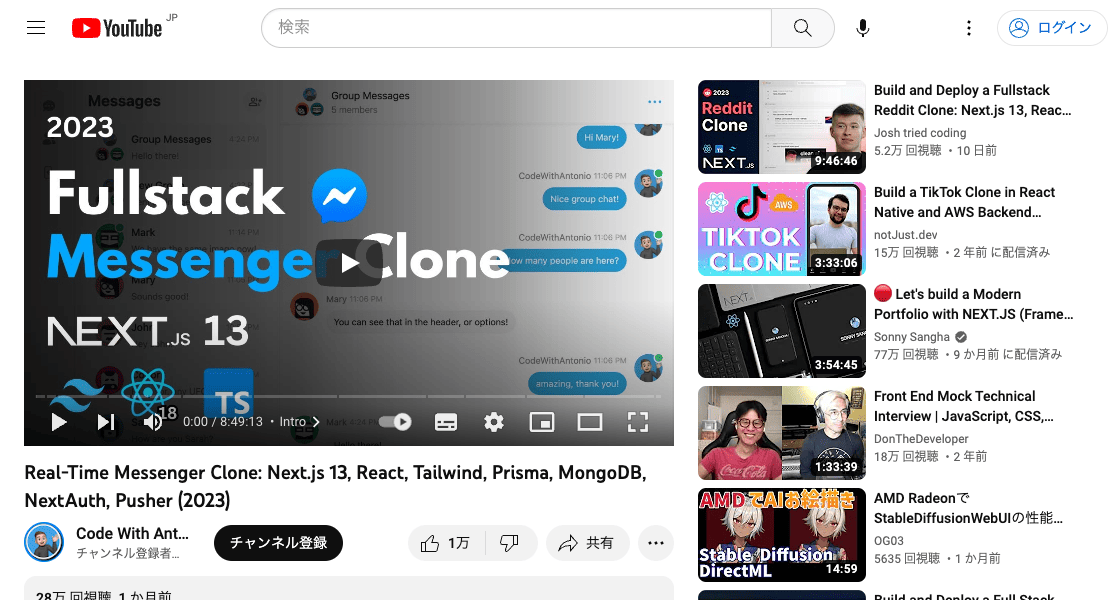 YouTube JP
検索
ログイン
Messages
Group Messages
5 members
2023
Group Messages 4:24 PM
Hello there!
Hi Mary!
Fullstack
CodeWithAntonio 11:06 PM
Nice group chat!
Mark 11:14 PM
CodeWithAntonio 11:06 PM
Messenger Clone
how many people are here?
Mary
Sounds good!
Mary 11:06 PM
You can see that in the header, or options!
NEXT.JS 13
CodeWithAntonio 11:06 PM
amazing, thank you!
18
TS
0:00 / 8:49:13 • Intro
Real-Time Messenger Clone: Next.js 13, React, Tailwind, Prisma, MongoDB,
NextAuth, Pusher (2023)
Code With Ant...
チャンネル登録者...
チャンネル登録
1万
共有
28万 回視聴 1 か月前
2023
Reddit
Clone
NEXT.JS
9:46:46
Build and Deploy a Fullstack
Reddit Clone: Next.js 13, Reac...
Josh tried coding
5.2万 回視聴 ・10 日前
AWS
TIKTOK
CLONE
3:33:06
Build a TikTok Clone in React
Native and AWS Backend...
notJust.dev
15万 回視聴 ・2 年前 に配信済み
NEXT.JS
SONNY SANGHA
3:54:45
Let's build a Modern
Portfolio with NEXT.JS (Frame...
Sonny Sangha
77万 回視聴 ・9 か月前 に配信済み
Coca-Cola
1:33:39
Front End Mock Technical
Interview | JavaScript, CSS,...
DonTheDeveloper
18万 回視聴 ・2 年前
AMDでAIお絵描き
Stable Diffusion
DirectML
14:59
AMD Radeonで
StableDiffusionWebUIの性能...
OG03
5635 回視聴 ・1 か月前
Build and Deploy a Full Stack